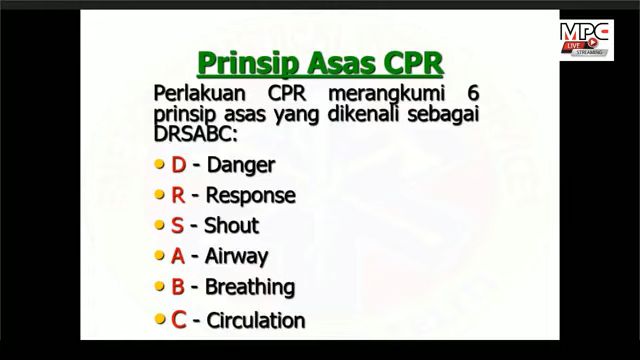 Prinsip Asas CPR
Perlakuan CPR merangkumi 6
prinsip asas yang dikenali sebagai
DRSABC:
D - Danger
R - Response
S - Shout
A - Airway
B - Breathing
C - Circulation
MPC
LIVE
STREAMING